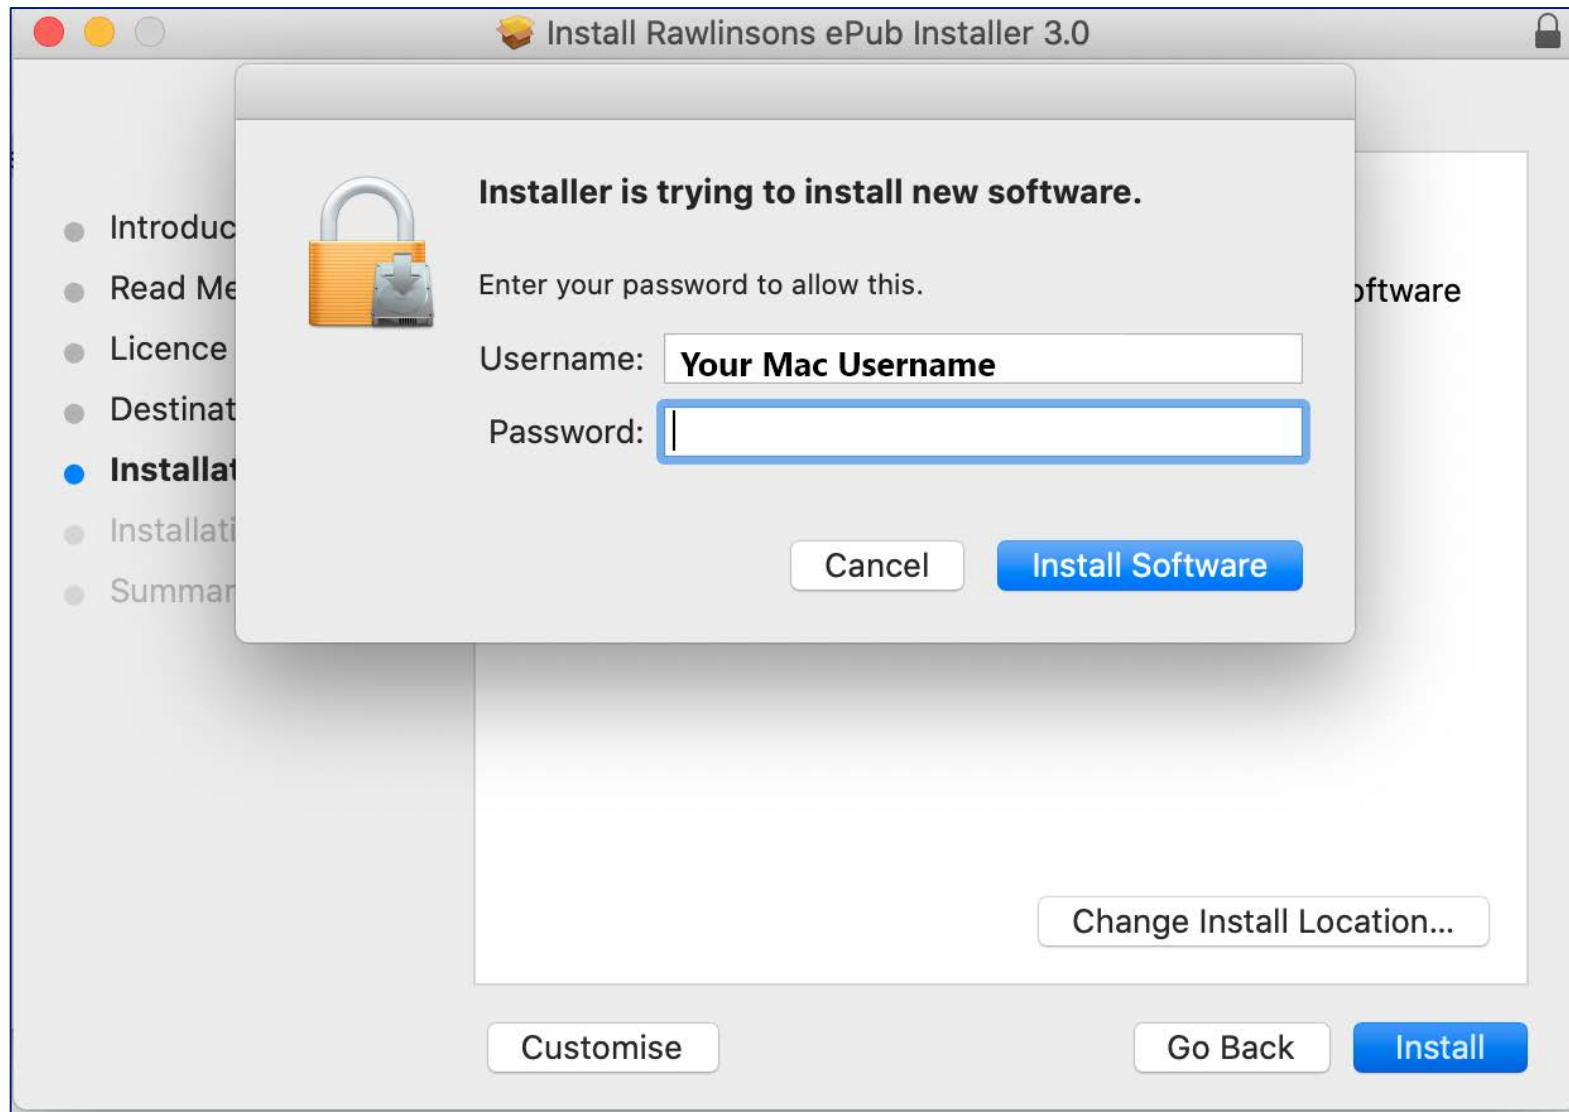 Install Rawlinsons ePub Installer 3.0
Installer is trying to install new software.
Enter your password to allow this.
Username: Your Mac Username
Password:
Cancel Install Software
Introduc
Read Me
Licence
Destinat
Installat
Installati
Summar
oftware
Change Install Location...
Customise Go Back Install